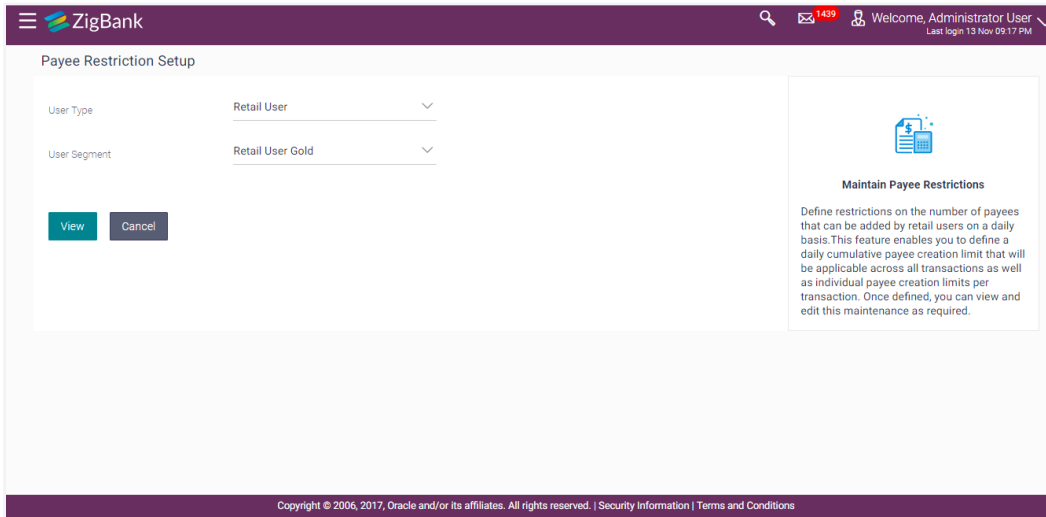 ZigBank
1439
Welcome, Administrator User
Last login 13 Nov 09:17 PM
Payee Restriction Setup
User Type
Retail User
User Segment
Retail User Gold
View
Cancel
Maintain Payee Restrictions
Define restrictions on the number of payees
that can be added by retail users on a daily
basis.This feature enables you to define a
daily cumulative payee creation limit that will
be applicable across all transactions as well
as individual payee creation limits per
transaction. Once defined, you can view and
edit this maintenance as required.
Copyright © 2006, 2017, Oracle and/or its affiliates. All rights reserved. | Security Information | Terms and Conditions